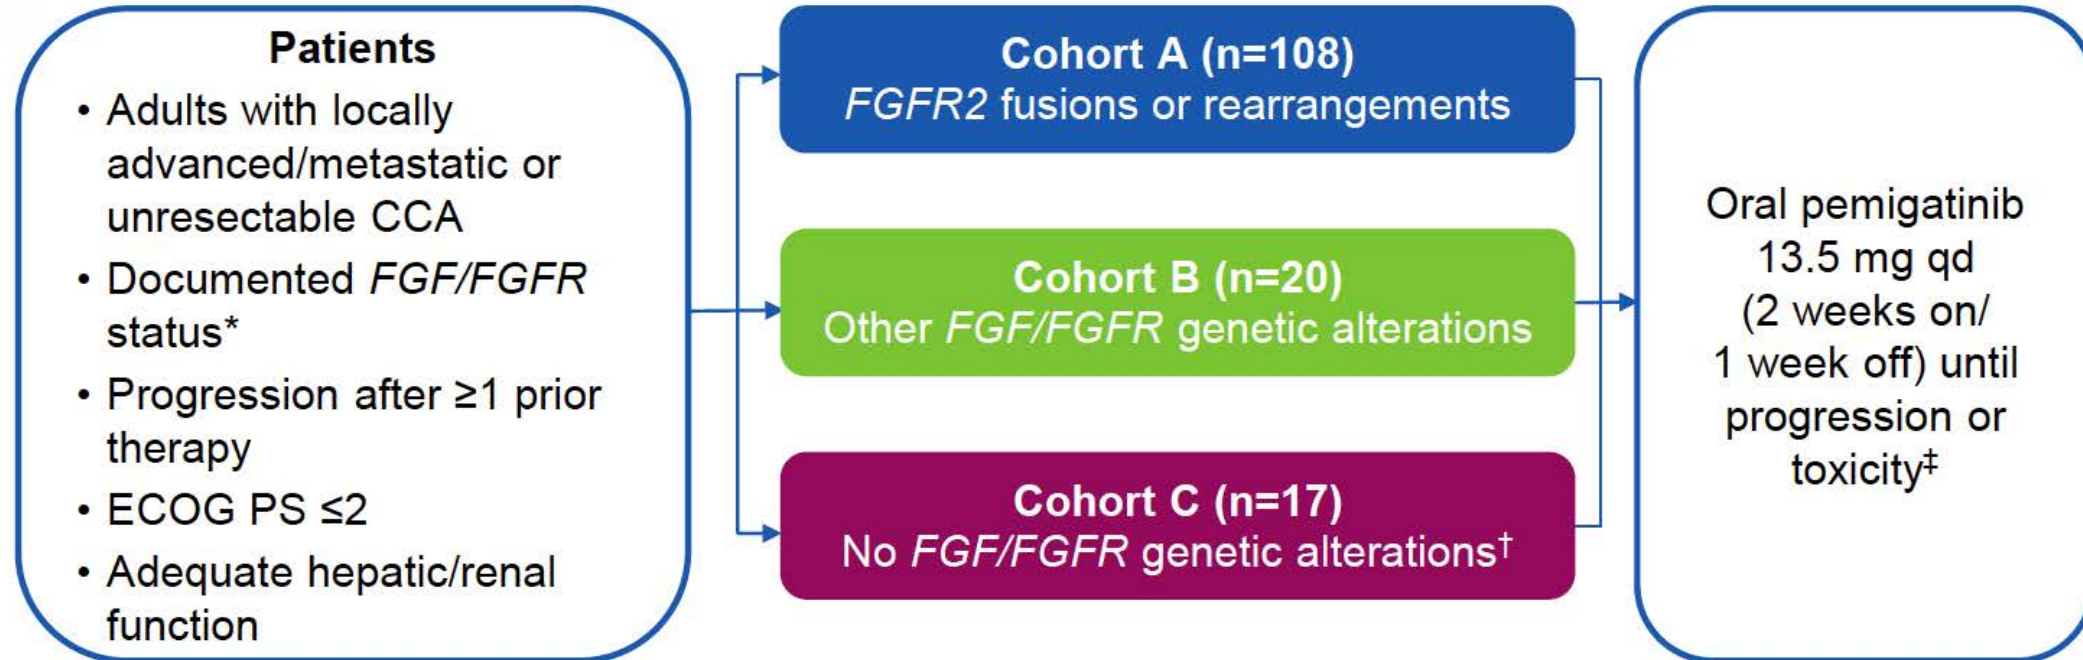 Patients
• Adults with locally
advanced/metastatic or
unresectable CCA
• Documented FGF/FGFR
status*
• Progression after ≥1 prior
therapy
• ECOG PS ≤2
• Adequate hepatic/renal
function
Cohort A (n=108)
FGFR2 fusions or rearrangements
Cohort B (n=20)
Other FGF/FGFR genetic alterations
Cohort C (n=17)
No FGF/FGFR genetic alterations†
Oral pemigatinib
13.5 mg qd
(2 weeks on/
1 week off) until
progression or
toxicity‡